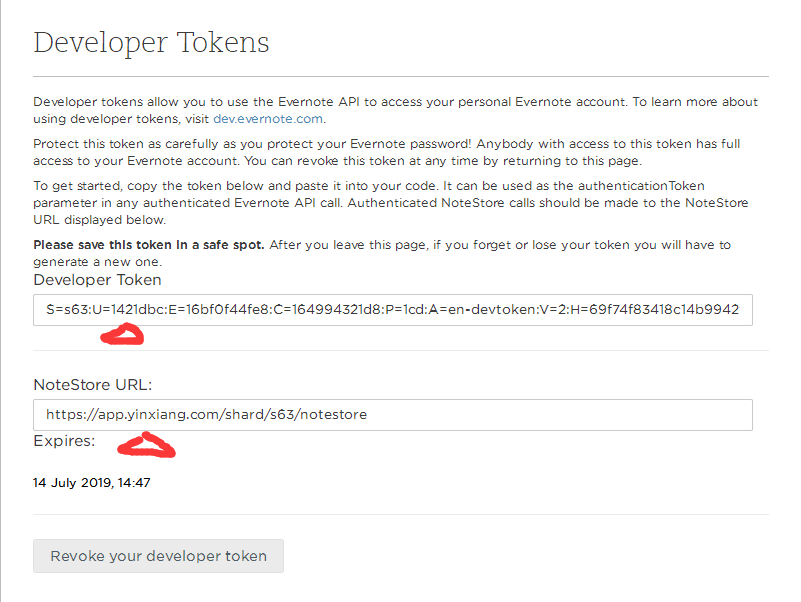 Developer Tokens
Developer tokens allow you to use the Evernote API to access your personal Evernote account. To learn more about
using developer tokens, visit dev.evernote.com.
Protect this token as carefully as you protect your Evernote password! Anybody with access to this token has full
access to your Evernote account. You can revoke this token at any time by returning to this page.
To get started, copy the token below and paste it into your code. It can be used as the authenticationToken
parameter in any authenticated Evernote API call. Authenticated NoteStore calls should be made to the NoteStore
URL displayed below.
Please save this token in a safe spot. After you leave this page, if you forget or lose your token you will have to
generate a new one.
Developer Token
S=s63:U=1421dbc:E=16bf0f44fe8:C=164994321d8:P=1cd:A=en-devtoken:V=2:H=69f74f83418c14b9942
NoteStore URL:
https://app.yinxiang.com/shard/s63/notestore
Expires:
14 July 2019, 14:47
Revoke your developer token